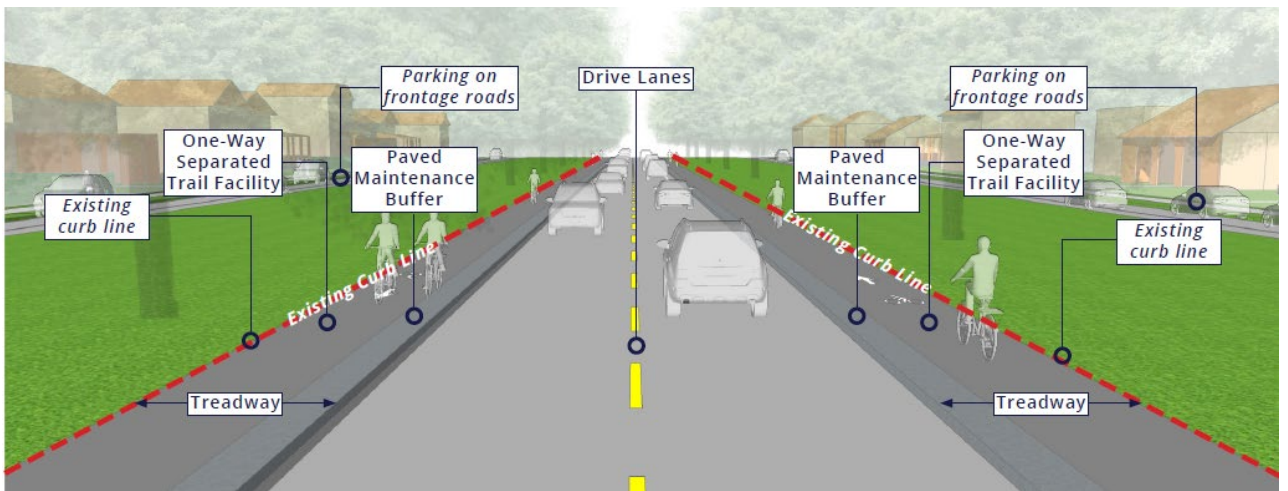 Parking on
frontage roads
Drive Lanes
Parking on
frontage roads
One-Way
Separated
Trail Facility
Paved
Maintenance
Buffer
Paved
Maintenance
Buffer
One-Way
Separated
Trail Facility
Existing
curb line
Existing
curb line
Existing Curb Line
Existing Curb Line
Treadway
Treadway